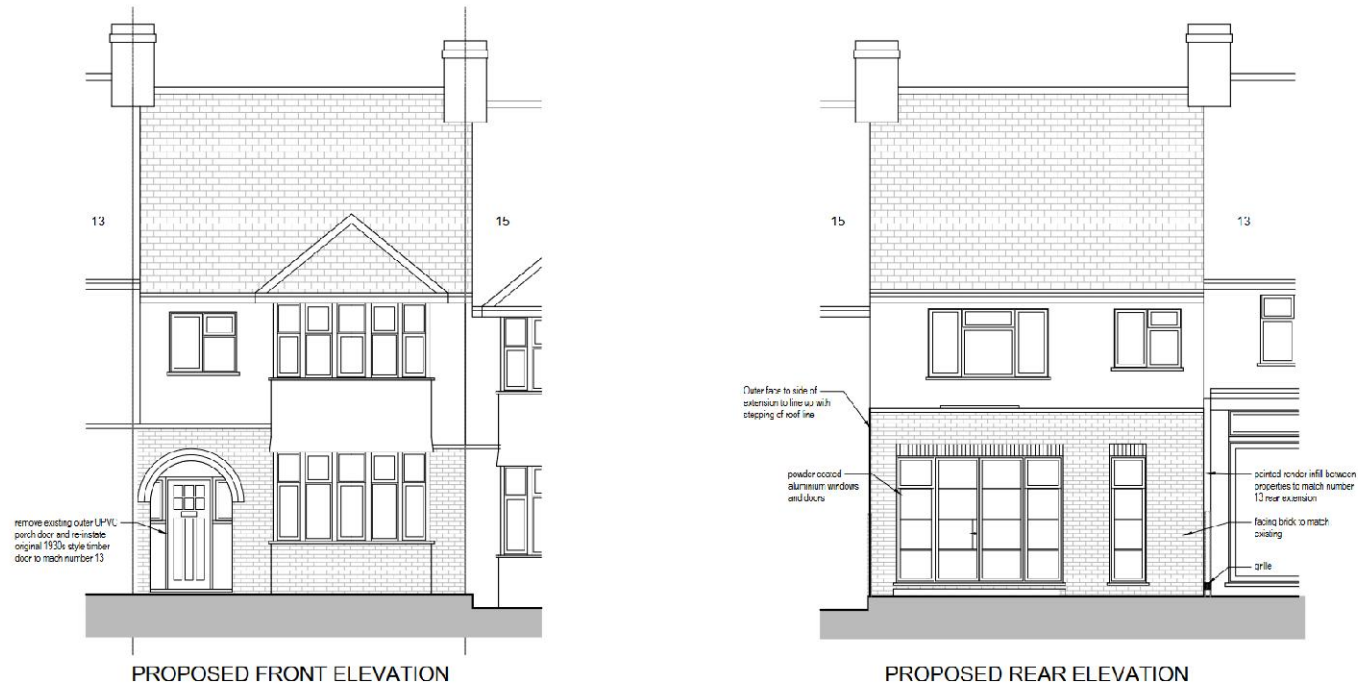 13
15
remove existing outer UPVC
porch door and re-instate
original 1930s style timber
door to mach number 13
PROPOSED FRONT ELEVATION
15
13
Outer face to side of
extension to line up with
stepping of roof line
powder coated
aluminium windows
and doors
painted render infill between
properties to match number
13 rear extension
facing brick to match
existing
grille
PROPOSED REAR ELEVATION